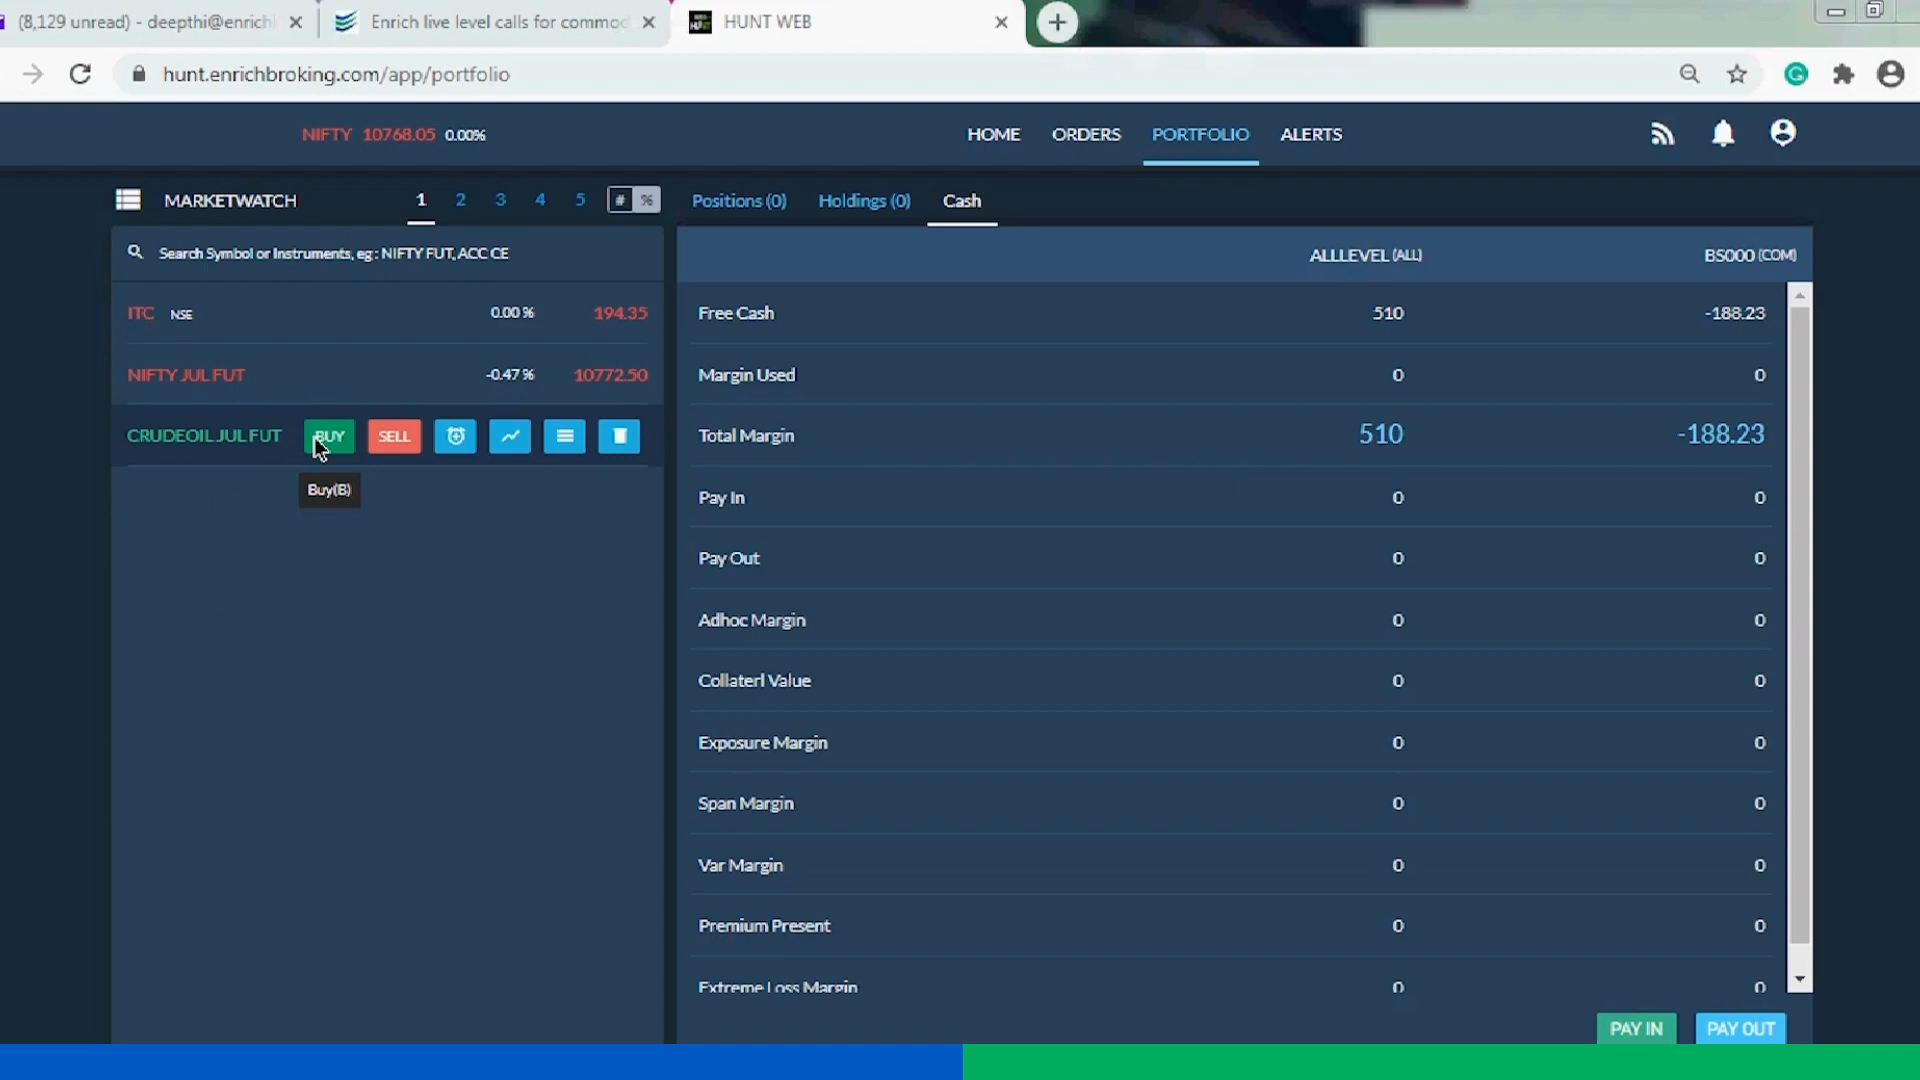 (8,129 unread) - deepthi@enrich
Enrich live level calls for commod
HUNT WEB
hunt.enrichbroking.com/app/portfolio
NIFTY 10768.05 0.00%
HOME ORDERS PORTFOLIO ALERTS
MARKETWATCH 1 2 3 4 5 # %
Positions (0) Holdings (0) Cash
Search Symbol or Instruments, eg: NIFTY FUT, ACC CE
ALLLEVEL (ALL) BS000 (COM)
ITC NSE 0.00 % 194.35
Free Cash 510 -188.23
NIFTY JUL FUT -0.47 % 10772.50
Margin Used 0 0
CRUDEOIL JUL FUT BUY SELL
Total Margin 510 -188.23
Buy(B)
Pay In 0 0
Pay Out 0 0
Adhoc Margin 0 0
Collaterl Value 0 0
Exposure Margin 0 0
Span Margin 0 0
Var Margin 0 0
Premium Present 0 0
Extreme Loss Margin 0 0
PAY IN PAY OUT